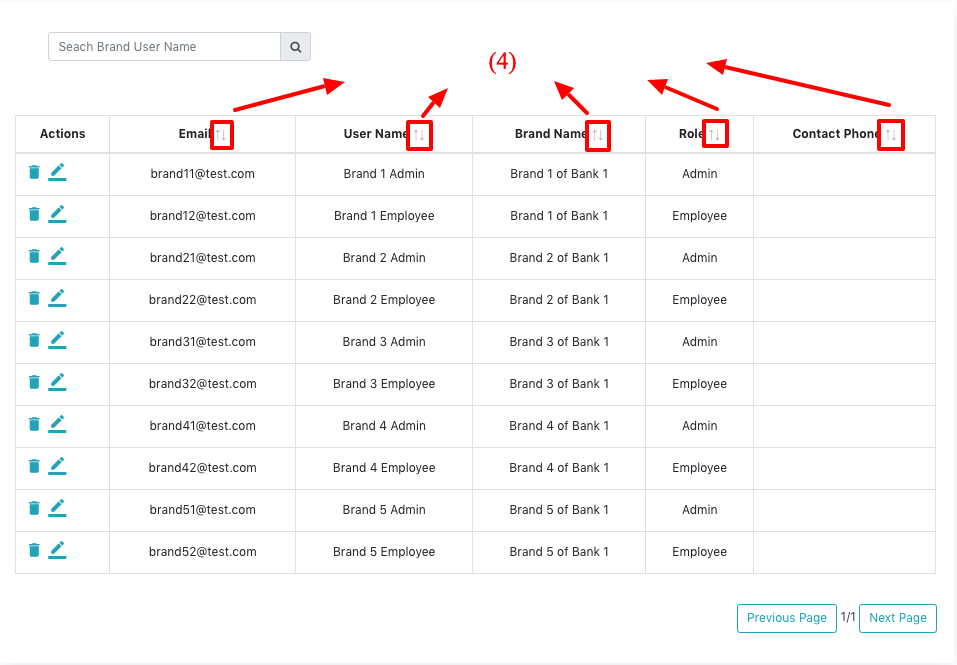 Seach Brand User Name
(4)
Actions Email User Name Brand Name Role Contact Phone
brand11@test.com Brand 1 Admin Brand 1 of Bank 1 Admin
brand12@test.com Brand 1 Employee Brand 1 of Bank 1 Employee
brand21@test.com Brand 2 Admin Brand 2 of Bank 1 Admin
brand22@test.com Brand 2 Employee Brand 2 of Bank 1 Employee
brand31@test.com Brand 3 Admin Brand 3 of Bank 1 Admin
brand32@test.com Brand 3 Employee Brand 3 of Bank 1 Employee
brand41@test.com Brand 4 Admin Brand 4 of Bank 1 Admin
brand42@test.com Brand 4 Employee Brand 4 of Bank 1 Employee
brand51@test.com Brand 5 Admin Brand 5 of Bank 1 Admin
brand52@test.com Brand 5 Employee Brand 5 of Bank 1 Employee
Previous Page 1/1 Next Page